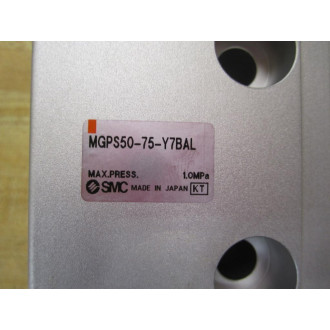 MGPS50-75-Y7BAL
MAX.PRESS. 1.0MPa
SMC MADE IN JAPAN KT